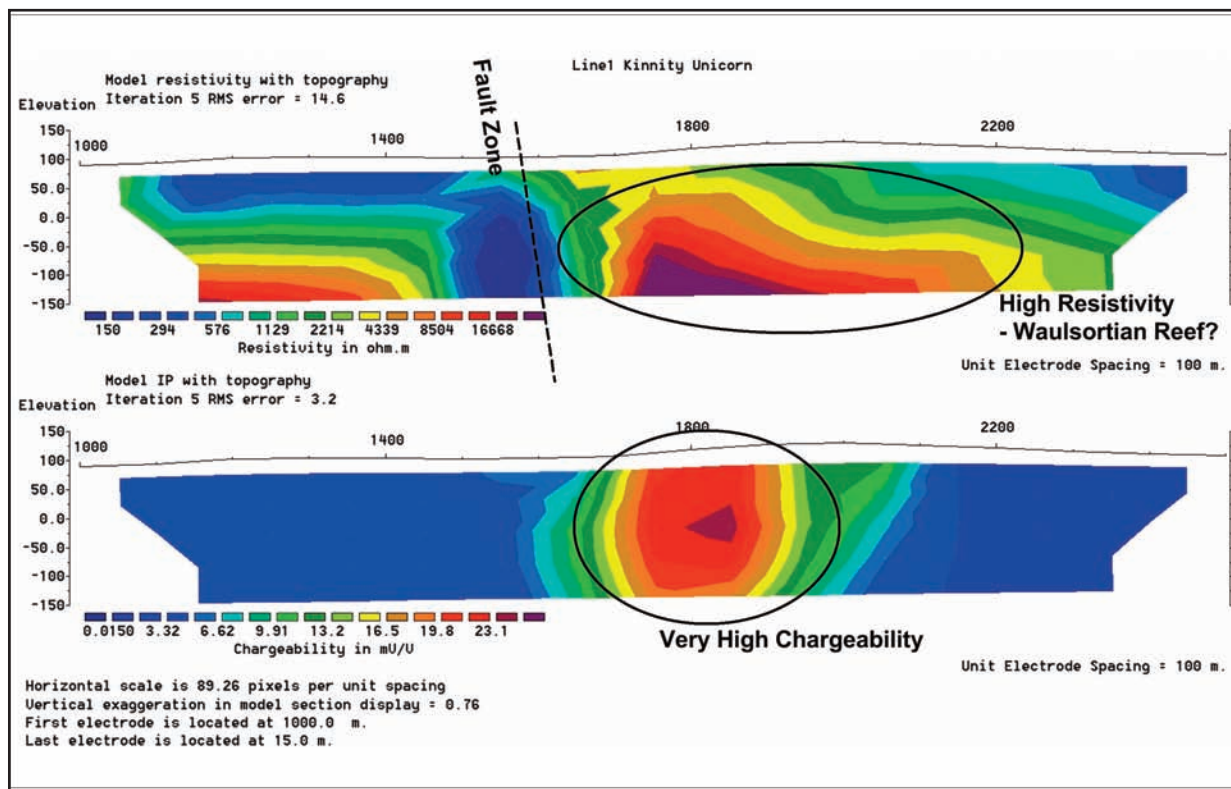 Line1 Kinnity Unicorn
Model resistivity with topography
Iteration 5 RMS error = 14.6
Elevation
Fault Zone
1000 1400 1800 2200
150
100
50.0
0.0
-50.0
-100
-150
150 294 576 1129 2214 4339 8504 16668
Resistivity in ohm.m
High Resistivity
- Waulsortian Reef?
Unit Electrode Spacing = 100 m.
Model IP with topography
Iteration 5 RMS error = 3.2
Elevation
1000 1400 1800 2200
150
100
50.0
0.0
-50.0
-100
-150
0.0150 3.32 6.62 9.91 13.2 16.5 19.8 23.1
Chargeability in mV/V
Very High Chargeability
Unit Electrode Spacing = 100 m.
Horizontal scale is 89.26 pixels per unit spacing
Vertical exaggeration in model section display = 0.76
First electrode is located at 1000.0 m.
Last electrode is located at 15.0 m.